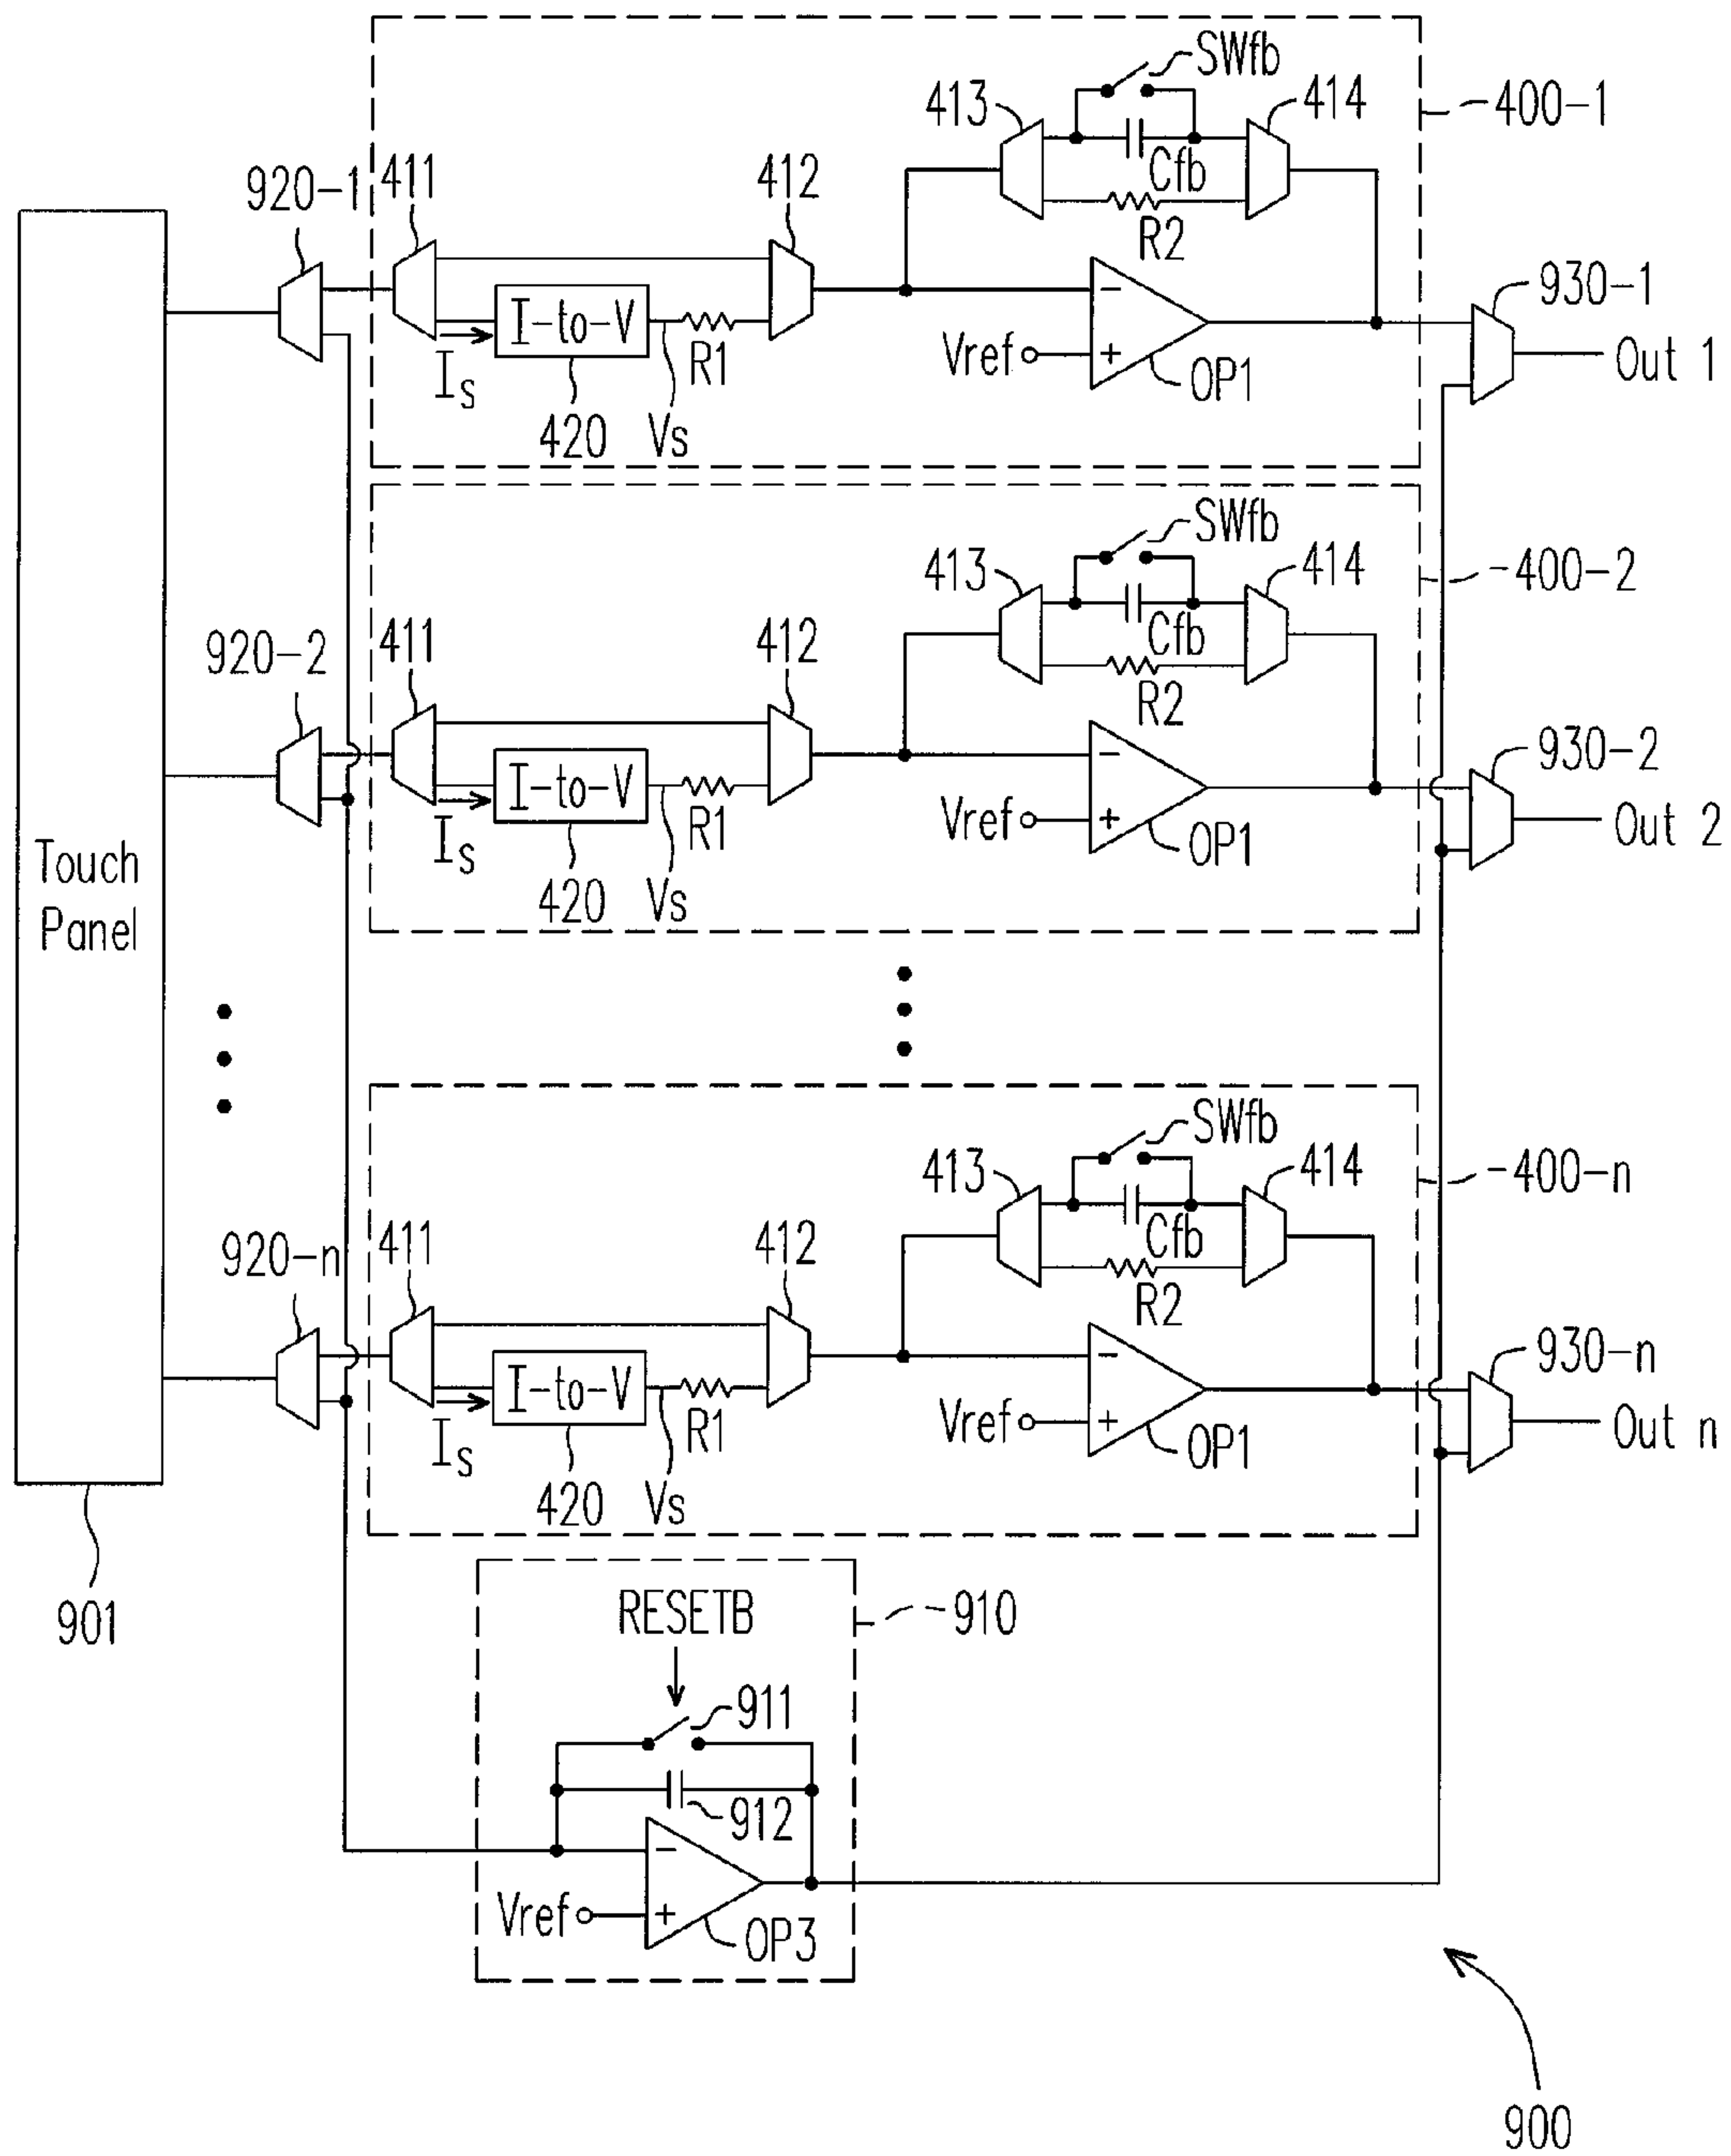 SWfb
413
414
400-1
Cfb
920-1
411
412
R2
930-1
I-to-V
R1
Vref
Out 1
Is
OP1
420
Vs
SWfb
413
414
400-2
Cfb
920-2
411
412
R2
930-2
I-to-V
R1
Vref
Out 2
Is
OP1
Touch
Panel
420
Vs
SWfb
413
414
400-n
Cfb
920-n
411
412
R2
930-n
I-to-V
R1
Vref
Out n
Is
OP1
420
Vs
901
RESETB
910
911
912
Vref
OP3
900